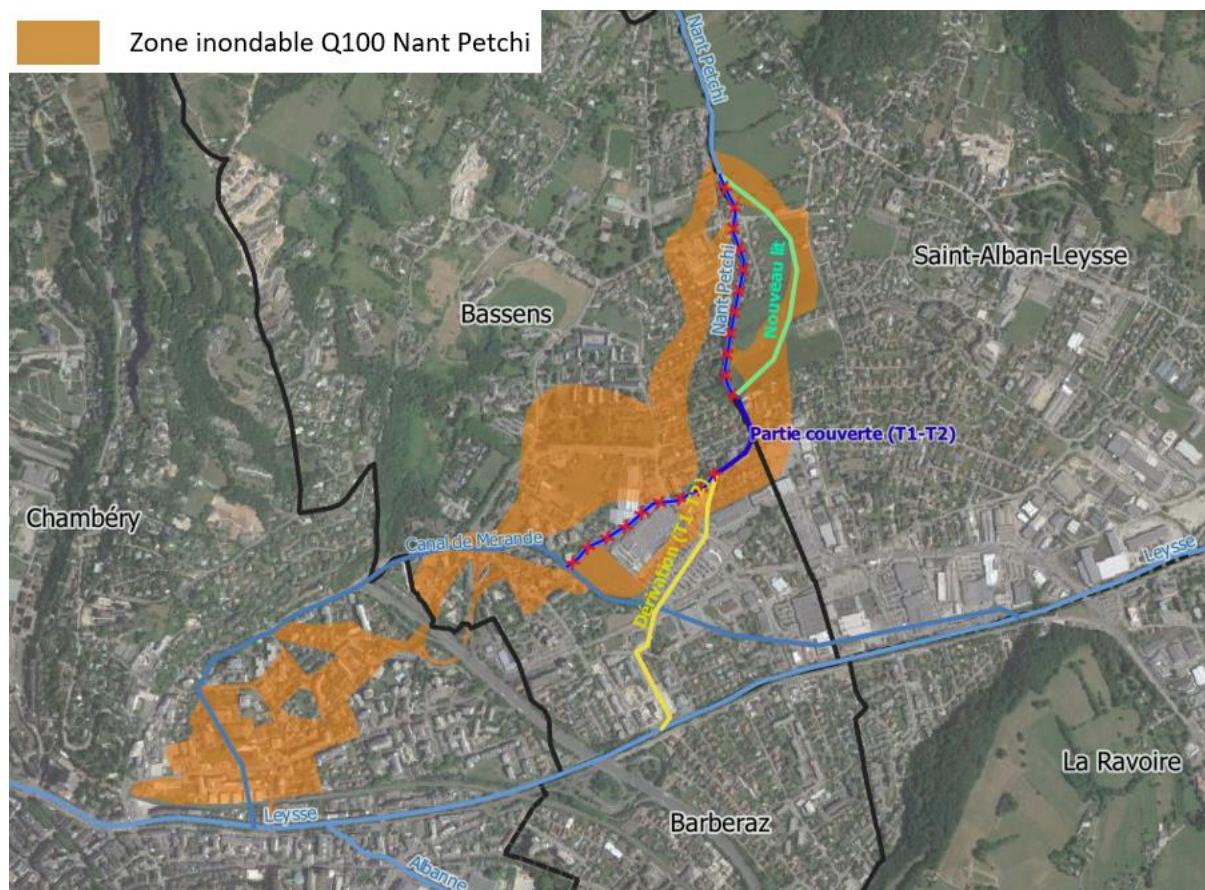 Zone inondable Q100 Nant Petchi
Nant Petchi
Saint-Alban-Leysse
Nant Petchi
Nouveau lit
Bassens
Partie couverte (T1-T2)
Chambéry
Canal de Mérande
Dérivation (T1-T2)
Leysse
La Ravoire
Leysse
Barberaz
Albanne